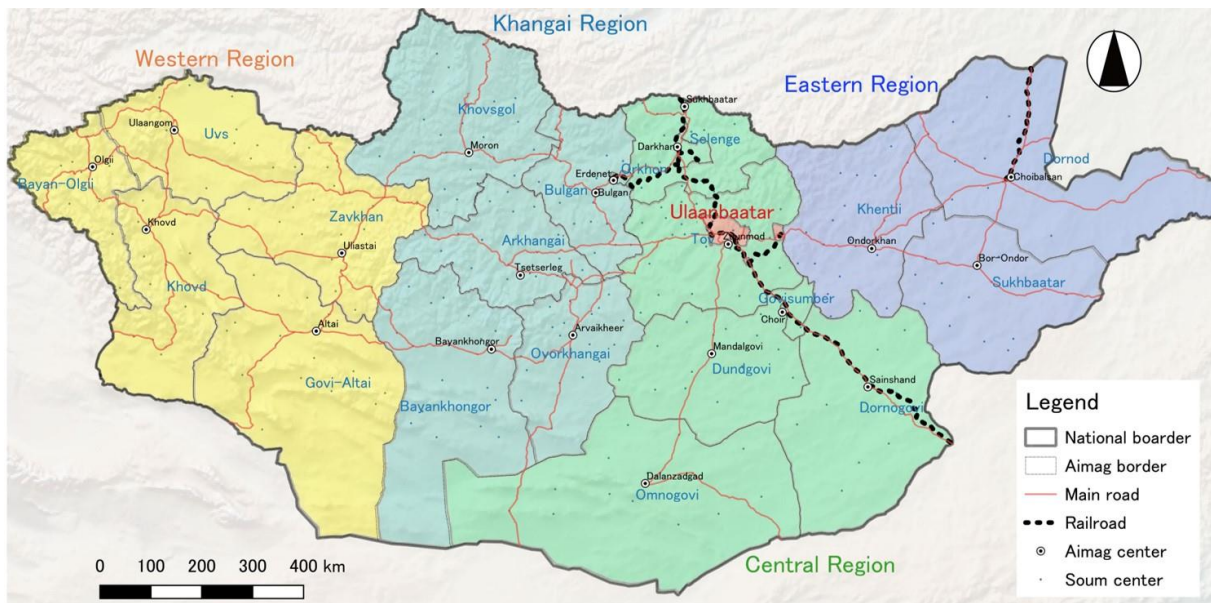 Khangai Region
Western Region
Eastern Region
Khovsgol
Sukhbaatar
Ulaangom
Uvs
Darkhan
Selenge
Moron
Olgii
Dornod
Bayan-Olgii
Erdenet
Orkhon
Choibalsan
Bulgan
Bulgan
Zavkhan
Ulaanbaatar
Khentii
Khovd
Arkhangai
Uliastai
Ondorkhan
Tsetserleg
Bor-Ondor
Khovd
Sukhbaatar
Govisumber
Choir
Altai
Arvaikheer
Bayankhongor
Ovorkhangai
Mandalgovi
Dundgovi
Govi-Altai
Sainshand
Bayankhongor
Dornogovi
Dalanzadgad
Omnogovi
Central Region
Legend
National boarder
Aimag border
Main road
Railroad
Aimag center
Soum center
0 100 200 300 400 km